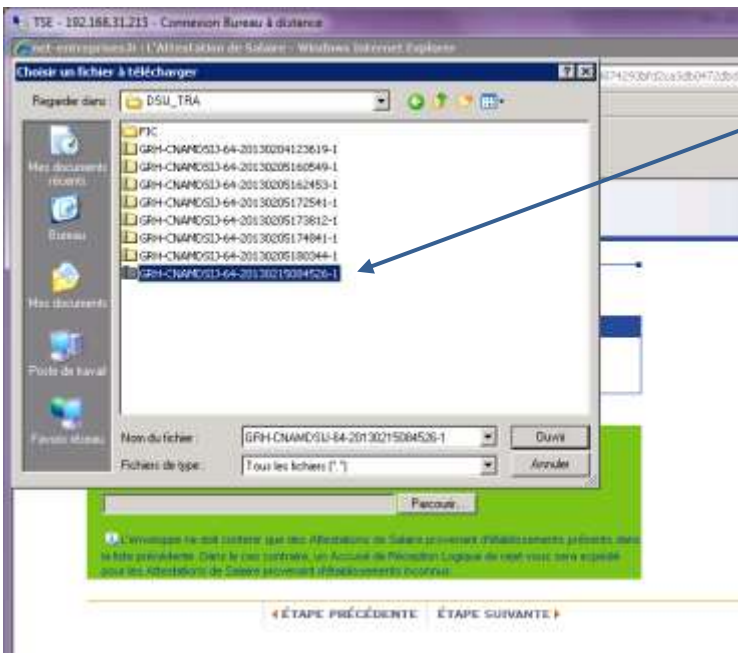 TSE - 192.168.31.213 - Connexion Bureau à distance
net-entreprises.fr : L'Attestation de Salaire - Windows Internet Explorer
Choisir un fichier à télécharger
Regarder dans : DSIJ_TRA
FIC
GRH-CNAMDSIJ-64-20130204123619-1
GRH-CNAMDSIJ-64-20130205160549-1
GRH-CNAMDSIJ-64-20130205162453-1
GRH-CNAMDSIJ-64-20130205172541-1
GRH-CNAMDSIJ-64-20130205173812-1
GRH-CNAMDSIJ-64-20130205174841-1
GRH-CNAMDSIJ-64-20130205180344-1
GRH-CNAMDSIJ-64-20130215084526-1
Mes documents récents
Bureau
Mes documents
Poste de travail
Favoris réseau
Nom du fichier : GRH-CNAMDSIJ-64-20130215084526-1 Ouvrir
Fichiers de type : Tous les fichiers (*.*) Annuler
Parcourir...
L'enveloppe ne doit contenir que des Attestations de Salaire provenant d'établissements présents dans
la liste précédente. Dans le cas contraire, un Accusé de Réception Logique de rejet vous sera expédié
pour les Attestations de Salaire provenant d'établissements inconnus.
ÉTAPE PRÉCÉDENTE ÉTAPE SUIVANTE